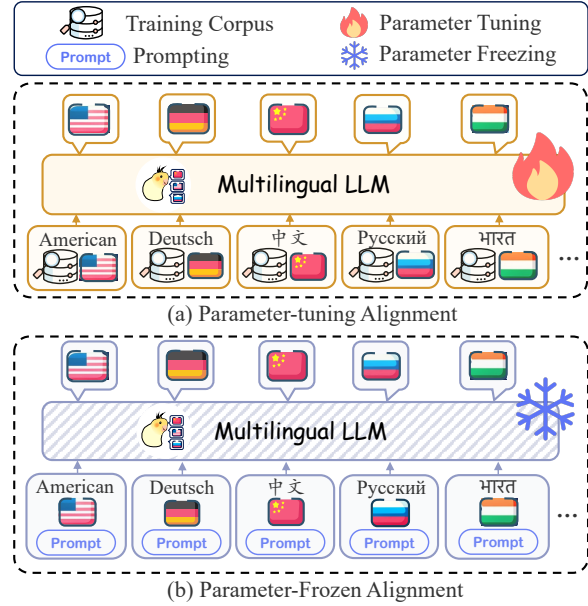 Training Corpus
Parameter Tuning
Prompt
Prompting
Parameter Freezing
Multilingual LLM
American
Deutsch
中文
Русский
भारत
...
(a) Parameter-tuning Alignment
Multilingual LLM
American
Deutsch
中文
Русский
भारत
Prompt
Prompt
Prompt
Prompt
Prompt
...
(b) Parameter-Frozen Alignment